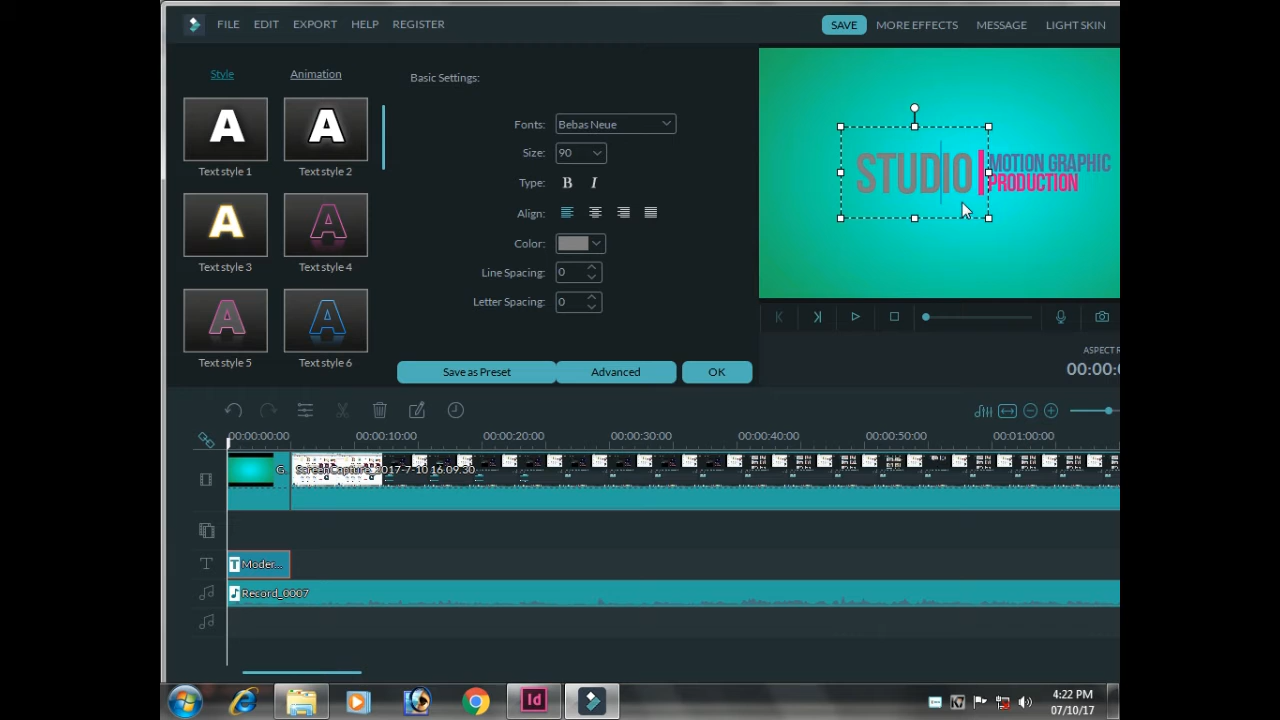 FILE EDIT EXPORT HELP REGISTER SAVE MORE EFFECTS MESSAGE LIGHT SKIN
Style Animation
Basic Settings:
A A
Text style 1 Text style 2
A A
Text style 3 Text style 4
A A
Text style 5 Text style 6
Fonts: Bebas Neue
Size: 90
Type: B I
Align:
Color:
Line Spacing: 0
Letter Spacing: 0
Save as Preset Advanced OK
STUDIO
MOTION GRAPHIC
PRODUCTION
ASPECT R
00:00:0
00:00:00:00 00:00:10:00 00:00:20:00 00:00:30:00 00:00:40:00 00:00:50:00 00:01:00:00
G. ScreenCapture_2017-7-10 16.09.30
T T Moder...
Record_0007
Id
4:22 PM
07/10/17